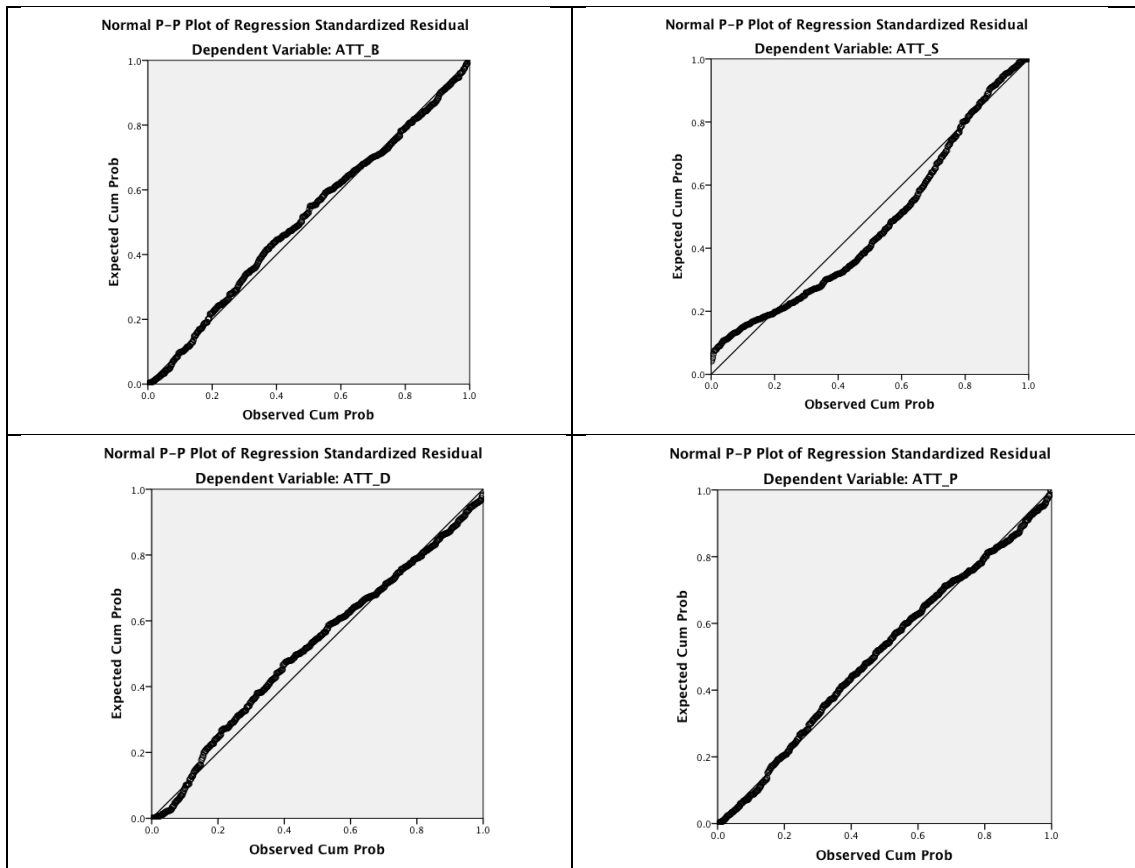 Normal P-P Plot of Regression Standardized Residual
Dependent Variable: ATT_B
1.0
0.8
0.6
0.4
0.2
0.0
Expected Cum Prob
0.0 0.2 0.4 0.6 0.8 1.0
Observed Cum Prob
Normal P-P Plot of Regression Standardized Residual
Dependent Variable: ATT_S
1.0
0.8
0.6
0.4
0.2
0.0
Expected Cum Prob
0.0 0.2 0.4 0.6 0.8 1.0
Observed Cum Prob
Normal P-P Plot of Regression Standardized Residual
Dependent Variable: ATT_D
1.0
0.8
0.6
0.4
0.2
0.0
Expected Cum Prob
0.0 0.2 0.4 0.6 0.8 1.0
Observed Cum Prob
Normal P-P Plot of Regression Standardized Residual
Dependent Variable: ATT_P
1.0
0.8
0.6
0.4
0.2
0.0
Expected Cum Prob
0.0 0.2 0.4 0.6 0.8 1.0
Observed Cum Prob